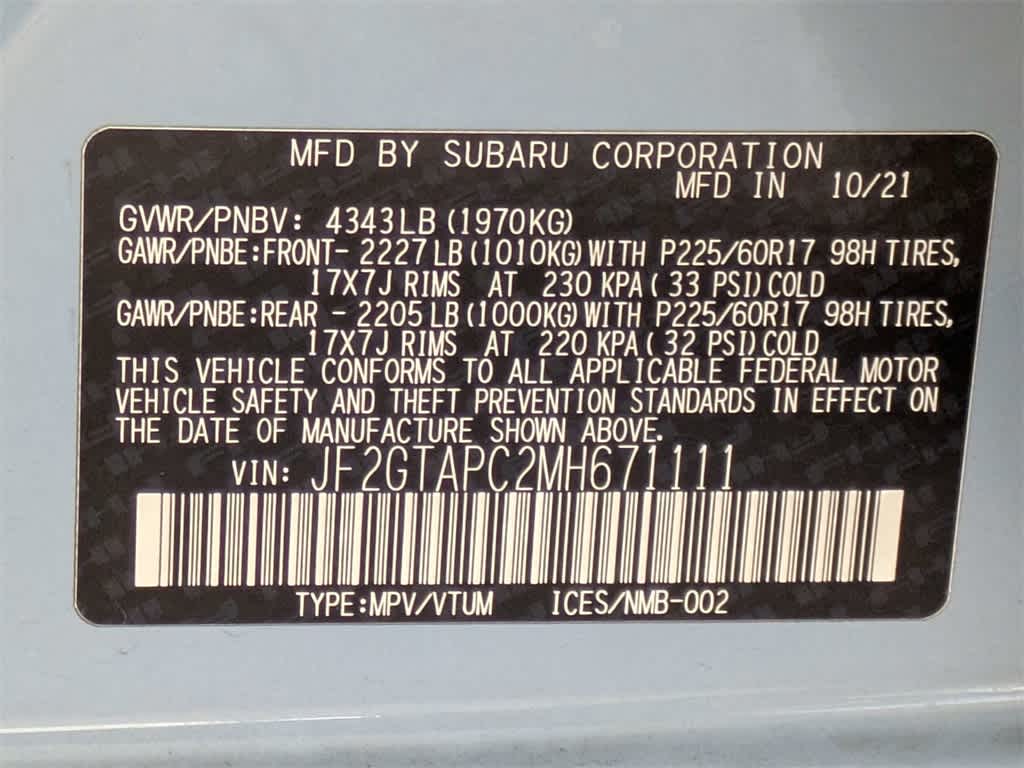 MFD BY SUBARU CORPORATION
MFD IN 10/21
GVWR/PNBV: 4343LB (1970KG)
GAWR/PNBE:FRONT- 2227LB (1010KG) WITH P225/60R17 98H TIRES,
17X7J RIMS AT 230 KPA( 33 PSI) COLD
GAWR/PNBE:REAR - 2205LB (1000KG) WITH P225/60R17 98H TIRES,
17X7J RIMS AT 220 KPA( 32 PSI) COLD
THIS VEHICLE CONFORMS TO ALL APPLICABLE FEDERAL MOTOR
VEHICLE SAFETY AND THEFT PREVENTION STANDARDS IN EFFECT ON
THE DATE OF MANUFACTURE SHOWN ABOVE.
VIN: JF2GTAPC2MH671111
TYPE:MPV/VTUM ICES/NMB-002